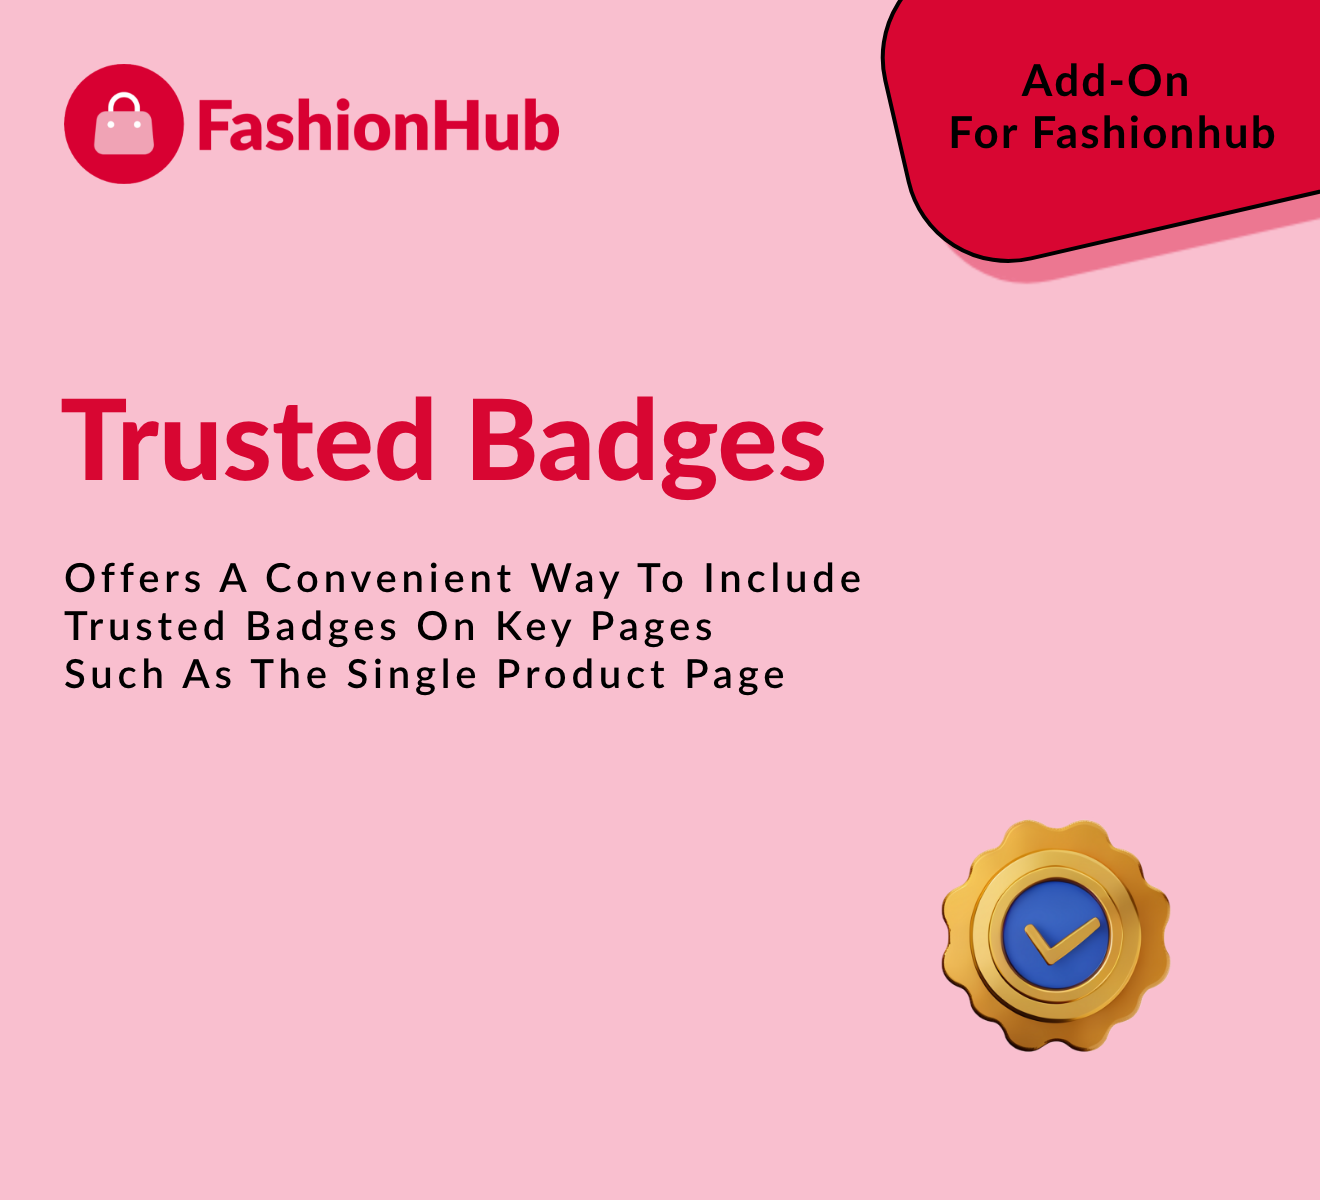 FashionHub
Add-On
For Fashionhub
Trusted Badges
Offers A Convenient Way To Include
Trusted Badges On Key Pages
Such As The Single Product Page